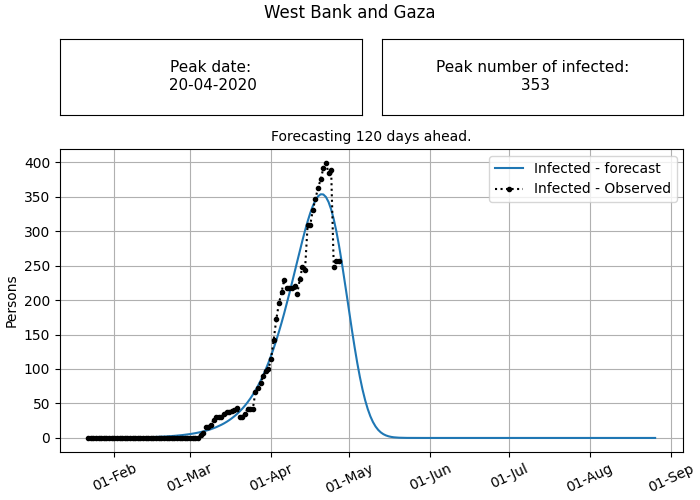 West Bank and Gaza
Peak date:
20-04-2020
Peak number of infected:
353
Forecasting 120 days ahead.
Infected - forecast
Infected - Observed
Persons
400
350
300
250
200
150
100
50
0
01-Feb
01-Mar
01-Apr
01-May
01-Jun
01-Jul
01-Aug
01-Sep